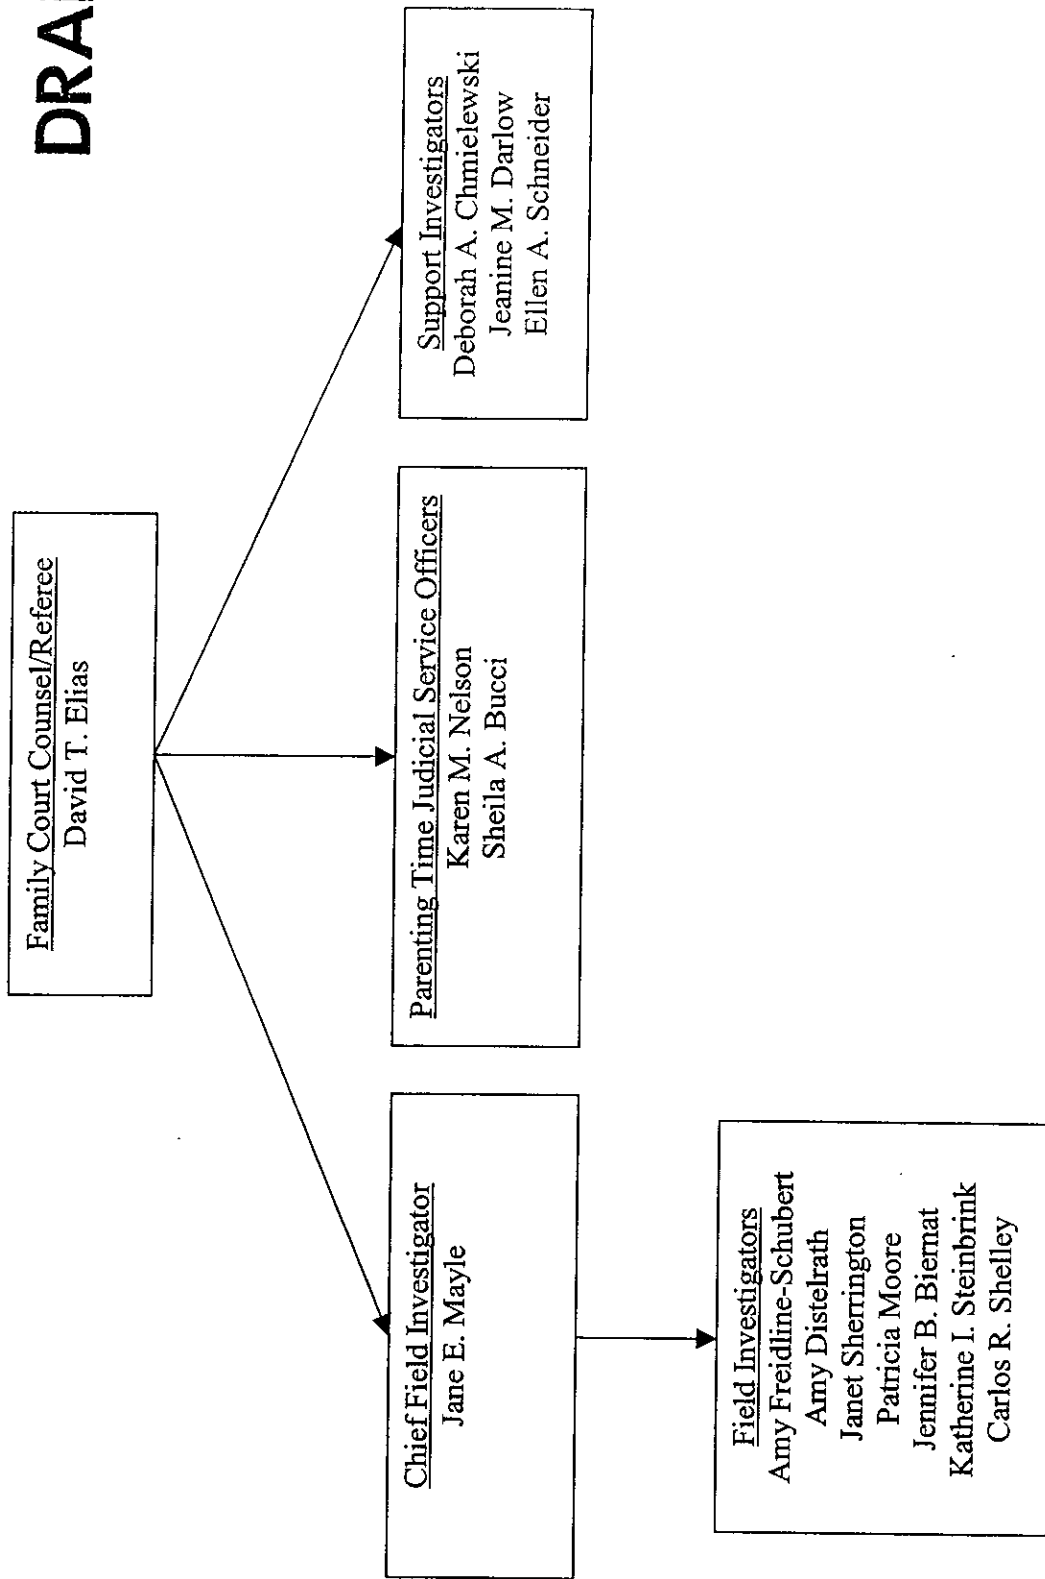 DRA
Family Court Counsel/Referee
David T. Elias
Chief Field Investigator
Jane E. Mayle
Parenting Time Judicial Service Officers
Karen M. Nelson
Sheila A. Bucci
Support Investigators
Deborah A. Chmielewski
Jeanine M. Darlow
Ellen A. Schneider
Field Investigators
Amy Freidline-Schubert
Amy Distelrath
Janet Sherrington
Patricia Moore
Jennifer B. Biernat
Katherine I. Steinbrink
Carlos R. Shelley